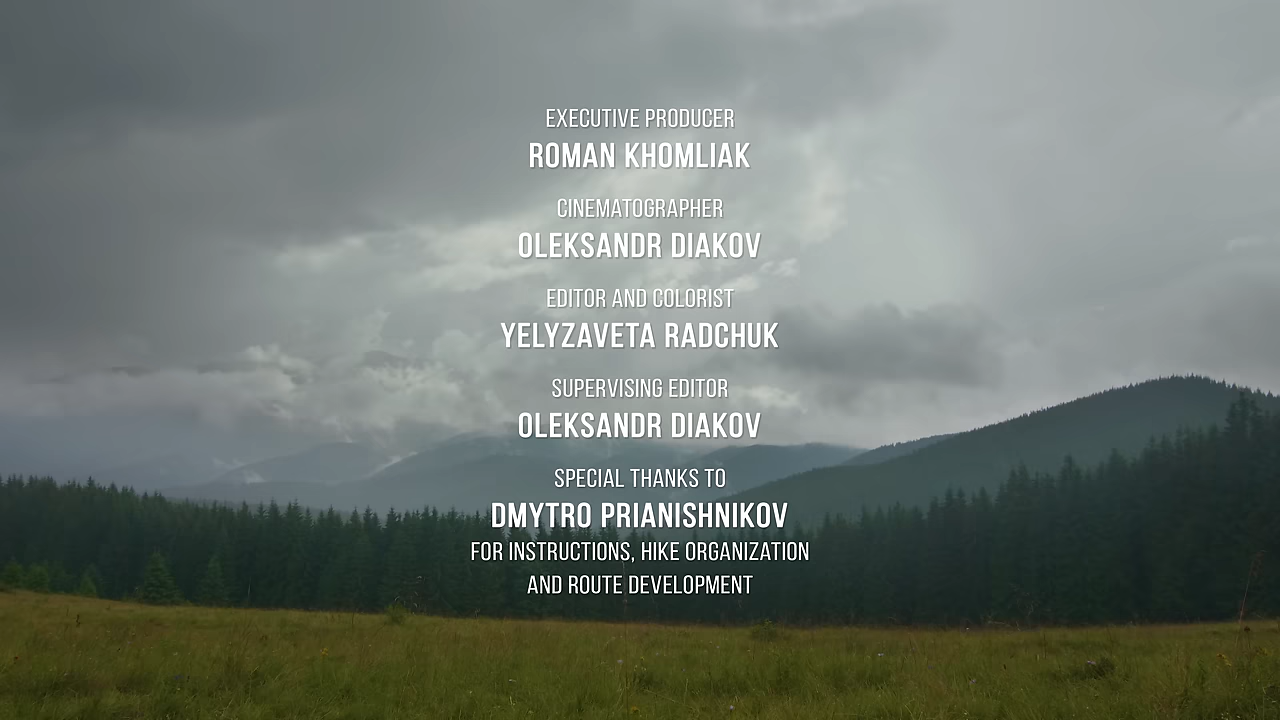 EXECUTIVE PRODUCER
ROMAN KHOMLIAK
CINEMATOGRAPHER
OLEKSANDR DIAKOV
EDITOR AND COLORIST
YELYZAVETA RADCHUK
SUPERVISING EDITOR
OLEKSANDR DIAKOV
SPECIAL THANKS TO
DMYTRO PRIANISHNIKOV
FOR INSTRUCTIONS, HIKE ORGANIZATION
AND ROUTE DEVELOPMENT